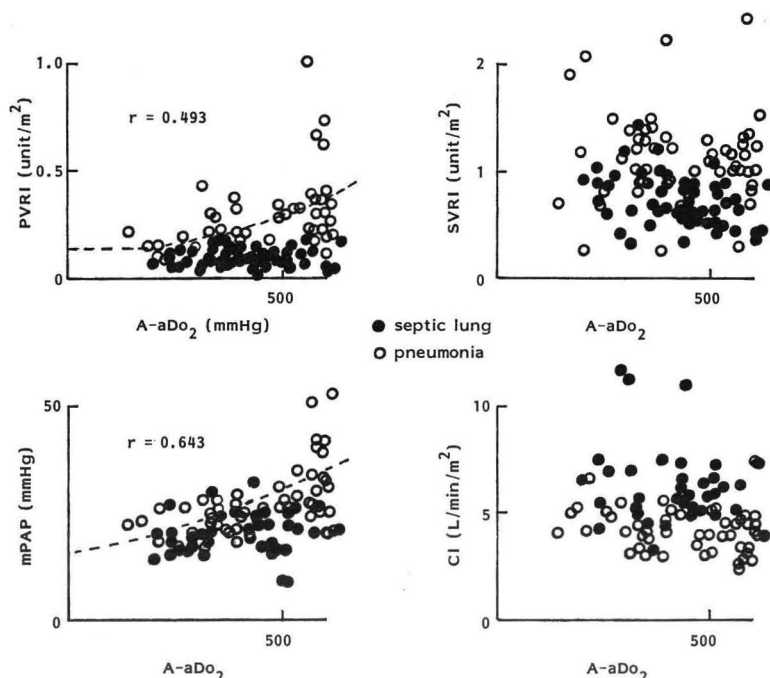 PVRI (unit/m²)
1.0
0.5
0
r = 0.493
500
A-aDo₂ (mmHg)
SVRI (unit/m²)
2
1
0
500
A-aDo₂
● septic lung
○ pneumonia
mPAP (mmHg)
50
25
0
r = 0.643
500
A-aDo₂
CI (L/min/m²)
10
5
0
500
A-aDo₂